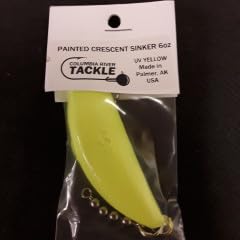 PAINTED CRESCENT SINKER 6oz
COLUMBIA RIVER
TACKLE
UV YELLOW
Made in
Palmer, AK
USA